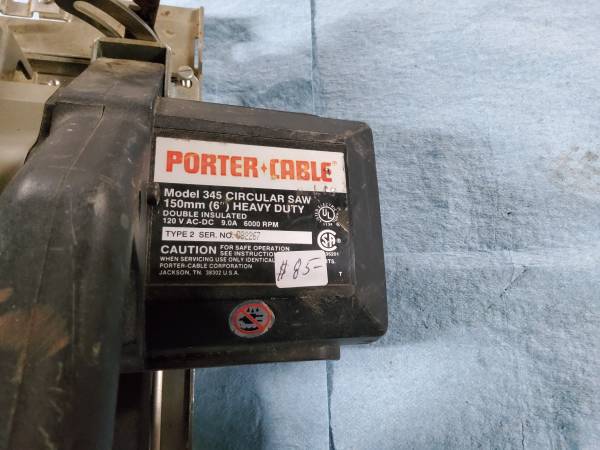 PORTER+CABLE
Model 345 CIRCULAR SAW
150mm (6") HEAVY DUTY
DOUBLE INSULATED
120 V AC-DC 9.0A 6000 RPM
TYPE 2 SER. NO.
CAUTION FOR SAFE OPERATION
SEE INSTRUCTION
WHEN SERVICING USE ONLY IDENTICAL
PORTER-CABLE CORPORATION
JACKSON, TN. 38302 U.S.A.
T
UL
SA
$85-